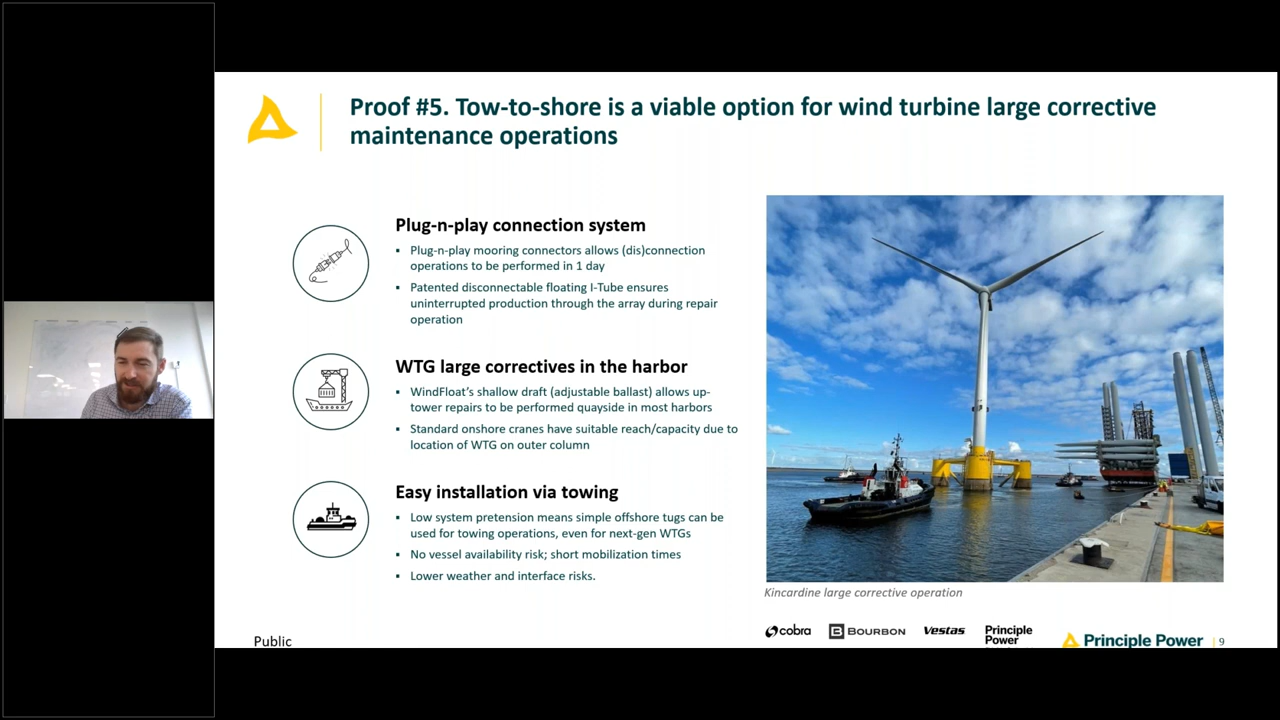 Proof #5. Tow-to-shore is a viable option for wind turbine large corrective
maintenance operations
Plug-n-play connection system
▪ Plug-n-play mooring connectors allows (dis)connection
operations to be performed in 1 day
▪ Patented disconnectable floating I-Tube ensures
uninterrupted production through the array during repair
operation
WTG large correctives in the harbor
▪ WindFloat’s shallow draft (adjustable ballast) allows up-
tower repairs to be performed quayside in most harbors
▪ Standard onshore cranes have suitable reach/capacity due to
location of WTG on outer column
Easy installation via towing
▪ Low system pretension means simple offshore tugs can be
used for towing operations, even for next-gen WTGs
▪ No vessel availability risk; short mobilization times
▪ Lower weather and interface risks.
Kincardine large corrective operation
Public
cobra
BOURBON
Vestas
Principle
Power
Principle Power
| 9